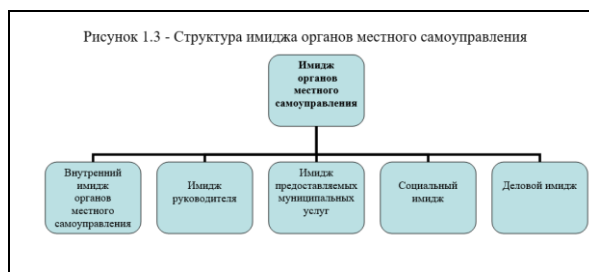 Рисунок 1.3 - Структура имиджа органов местного самоуправления
Имидж
органов
местного
самоуправления
Внутренний
имидж
органов
местного
самоуправления
Имидж
руководителя
Имидж
предоставляемых
муниципальных
услуг
Социальный
имидж
Деловой имидж